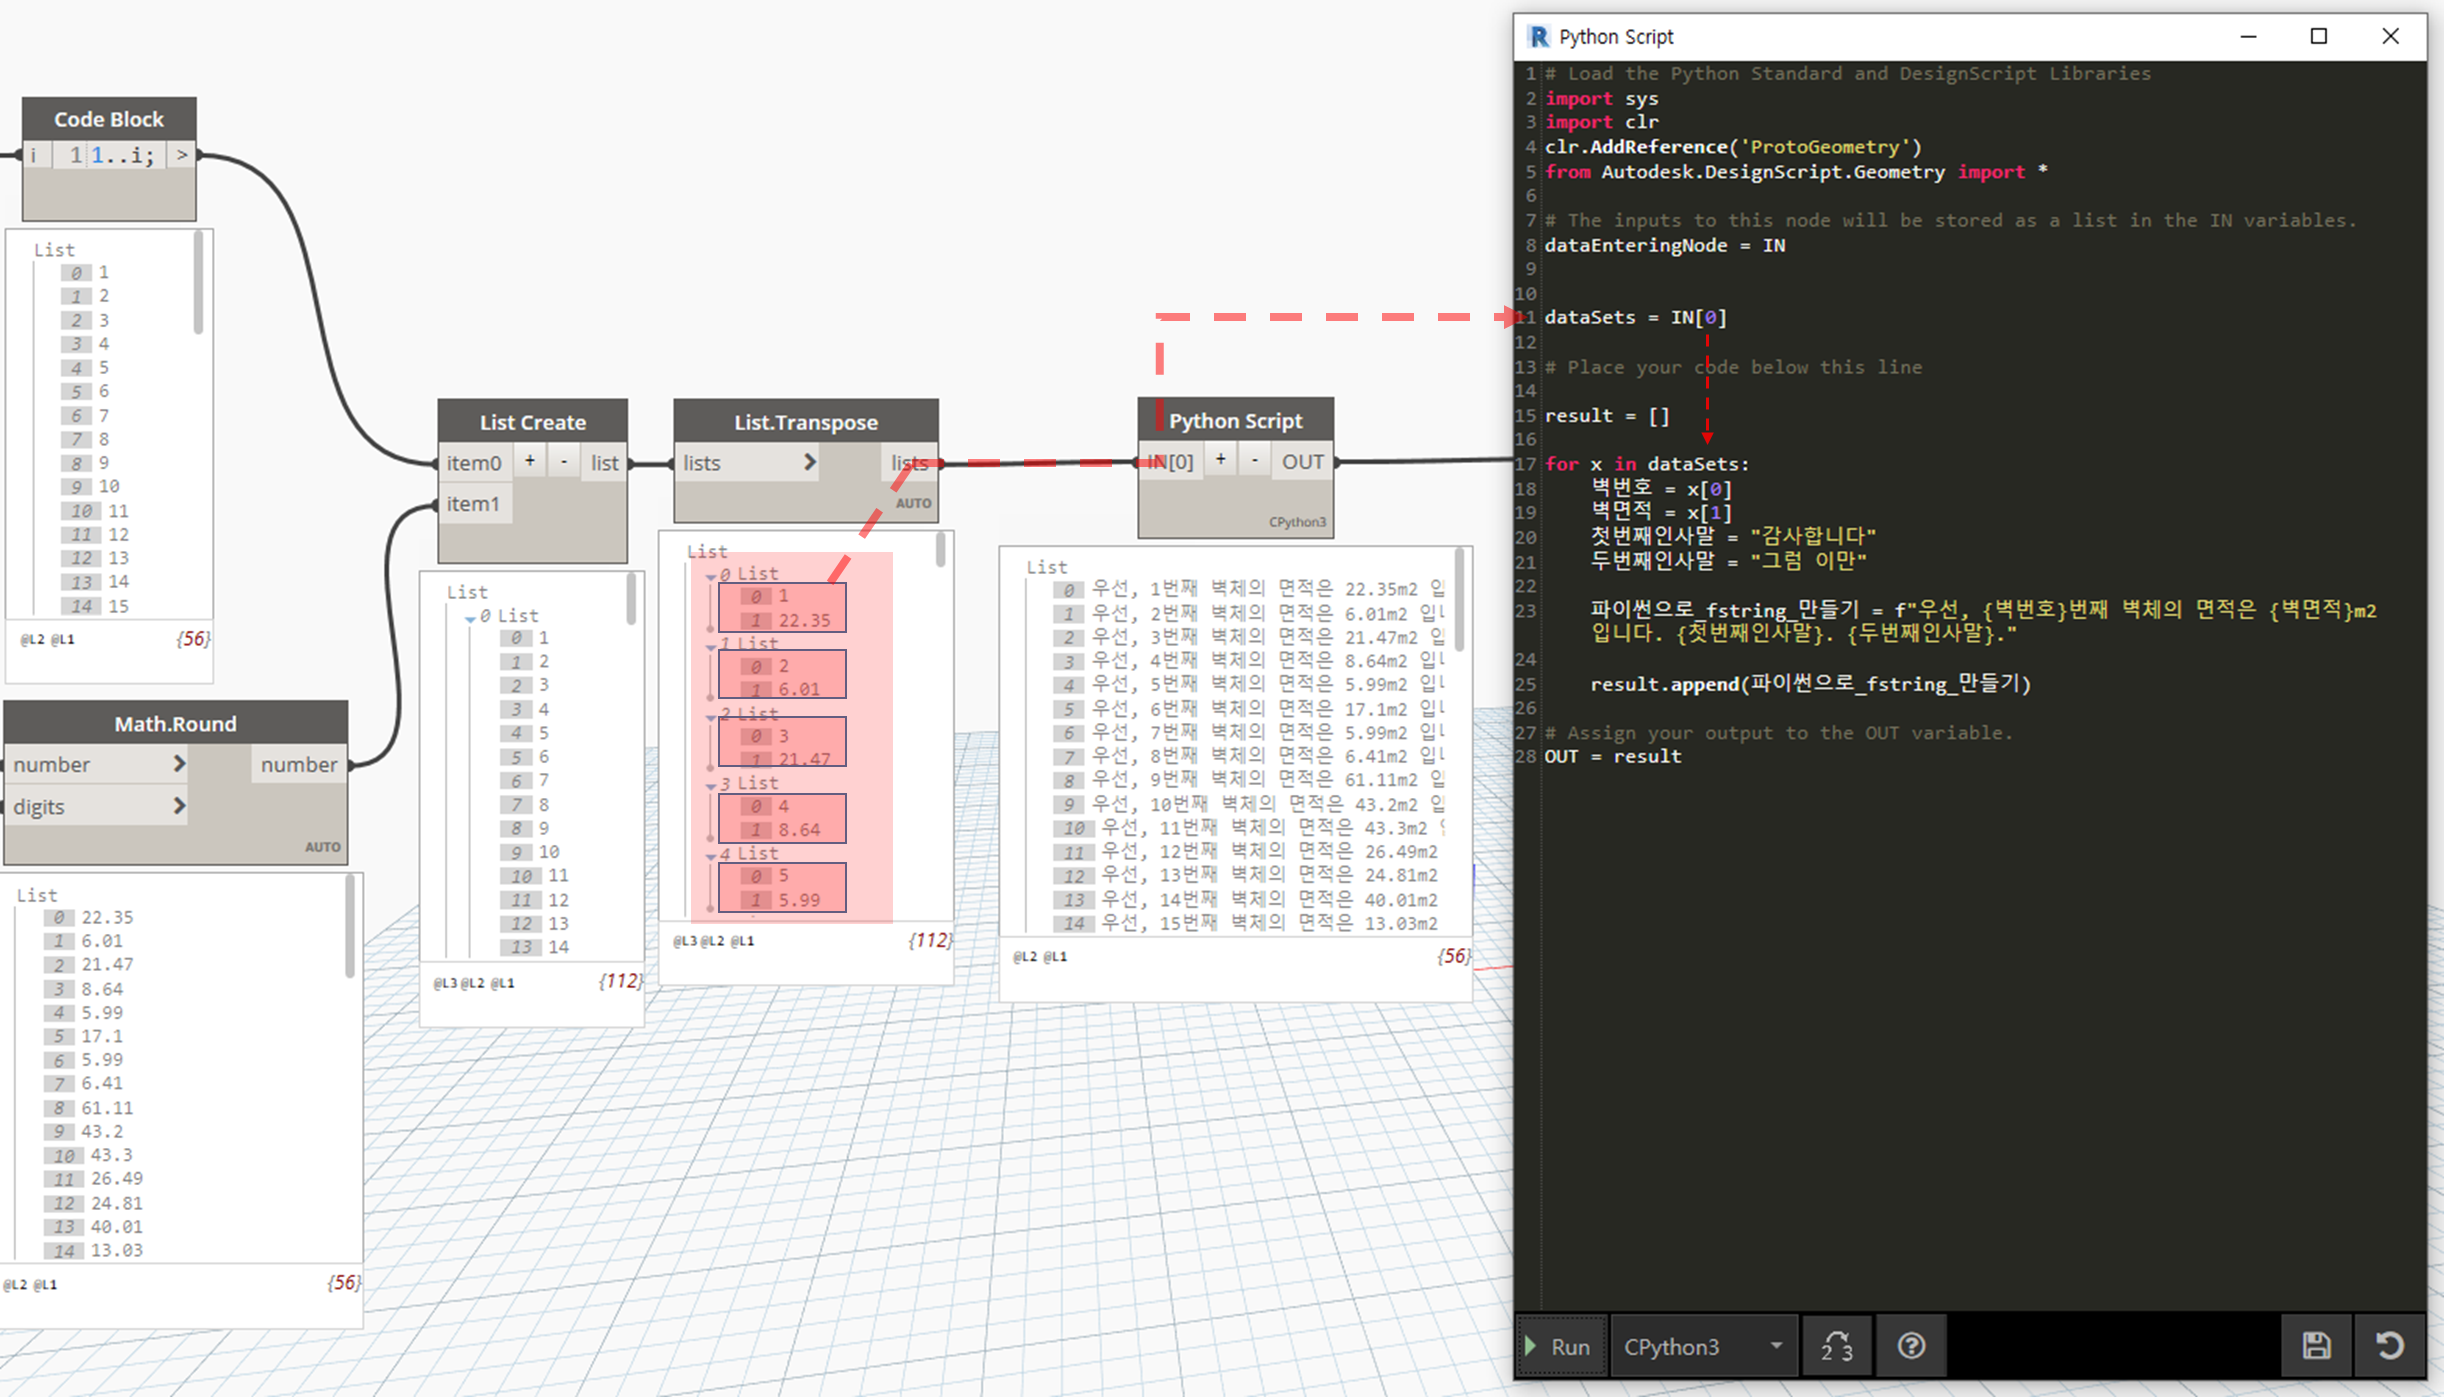 Code Block
i
1 1..i;
>
List
0 1
1 2
2 3
3 4
4 5
5 6
6 7
7 8
8 9
9 10
10 11
11 12
12 13
13 14
14 15
@L2 @L1 {56}
Math.Round
number > number
digits >
AUTO
List
0 22.35
1 6.01
2 21.47
3 8.64
4 5.99
5 17.1
6 5.99
7 6.41
8 61.11
9 43.2
10 43.3
11 26.49
12 24.81
13 40.01
14 13.03
@L2 @L1 {56}
List Create
item0 + - list
item1
List
0 List
0 1
1 2
2 3
3 4
4 5
5 6
6 7
7 8
8 9
9 10
10 11
11 12
12 13
13 14
@L3 @L2 @L1 {112}
List.Transpose
lists > lists
AUTO
List
0 List
0 1
1 22.35
1 List
0 2
1 6.01
2 List
0 3
1 21.47
3 List
0 4
1 8.64
4 List
0 5
1 5.99
@L3 @L2 @L1 {112}
Python Script
IN[0] + - OUT
CPython3
List
0 우선, 1번째 벽체의 면적은 22.35m2 입
1 우선, 2번째 벽체의 면적은 6.01m2
2 우선, 3번째 벽체의 면적은 21.47m2
3 우선, 4번째 벽체의 면적은 8.64m2
4 우선, 5번째 벽체의 면적은 5.99m2
5 우선, 6번째 벽체의 면적은 17.1m2
6 우선, 7번째 벽체의 면적은 5.99m2
7 우선, 8번째 벽체의 면적은 6.41m2
8 우선, 9번째 벽체의 면적은 61.11m2 입
9 우선, 10번째 벽체의 면적은 43.2m2 입
10 우선, 11번째 벽체의 면적은 43.3m2
11 우선, 12번째 벽체의 면적은 26.49m2
12 우선, 13번째 벽체의 면적은 24.81m2
13 우선, 14번째 벽체의 면적은 40.01m2
14 우선, 15번째 벽체의 면적은 13.03m2
@L2 @L1 {56}
R Python Script
1 # Load the Python Standard and DesignScript Libraries
2 import sys
3 import clr
4 clr.AddReference('ProtoGeometry')
5 from Autodesk.DesignScript.Geometry import *
6
7 # The inputs to this node will be stored as a list in the IN variables.
8 dataEnteringNode = IN
9
10
11 dataSets = IN[0]
12
13 # Place your code below this line
14
15 result = []
16
17 for x in dataSets:
18 벽번호 = x[0]
19 벽면적 = x[1]
20 첫번째인사말 = "감사합니다"
21 두번째인사말 = "그럼 이만"
22
23 파이썬으로_fstring_만들기 = f"우선, {벽번호}번째 벽체의 면적은 {벽면적}m2
입니다. {첫번째인사말}. {두번째인사말}."
24
25 result.append(파이썬으로_fstring_만들기)
26
27 # Assign your output to the OUT variable.
28 OUT = result
Run
CPython3
2 3
?